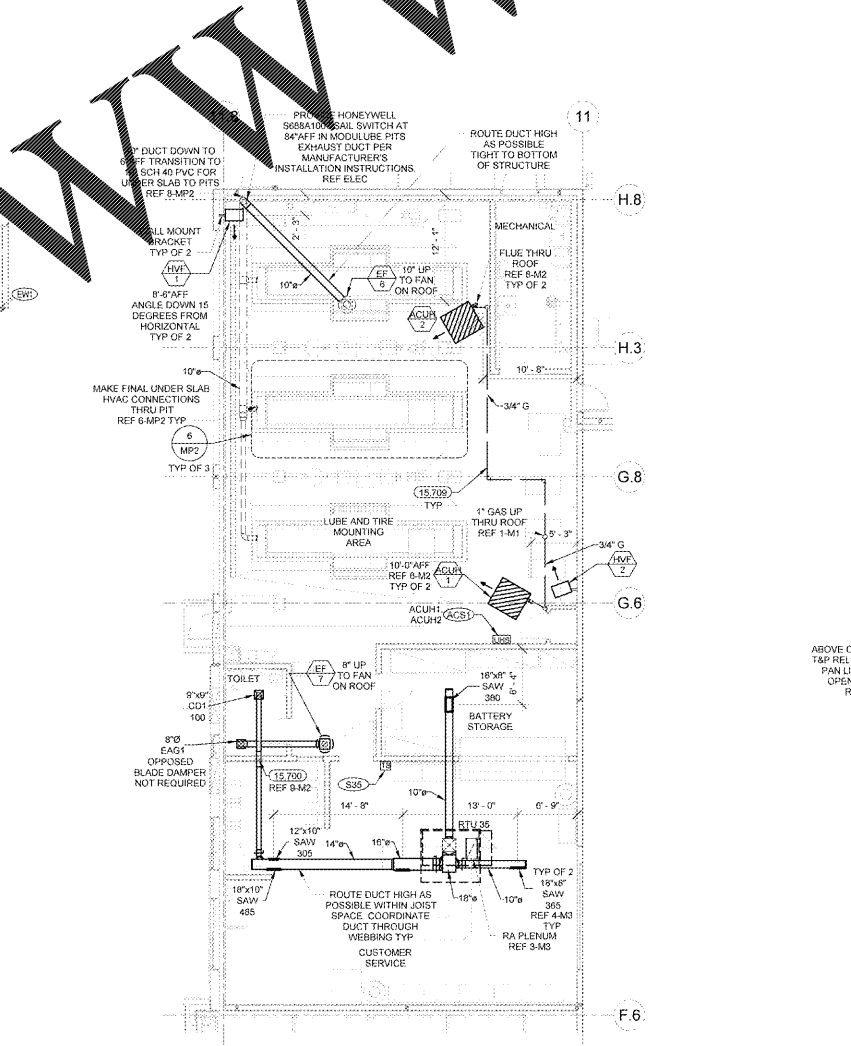 WWW
11
PROVIDE HONEYWELL
SAIL SWITCH AT
84"AFF IN MODULUBE PITS
EXHAUST DUCT PER
MANUFACTURER'S
INSTALLATION INSTRUCTIONS.
REF ELEC
ROUTE DUCT HIGH
AS POSSIBLE
TIGHT TO BOTTOM
OF STRUCTURE
DUCT DOWN TO
TRANSITION TO
SCH 40 PVC FOR
UNDER SLAB TO PITS
REF 8-MP2
H.8
MOUNT
BRACKET
TYP OF 2
HVF
1
8'-6"AFF
ANGLE DOWN 15
DEGREES FROM
HORIZONTAL
TYP OF 2
EW1
2' - 3"
12' - 1"
10"ø
EF
6
10" UP
TO FAN
ON ROOF
MECHANICAL
FLUE THRU
ROOF
REF 6-M2
TYP OF 2
ACUH
2
H.3
10' - 8"
10"ø
MAKE FINAL UNDER SLAB
HVAC CONNECTIONS
THRU PIT
REF 6-MP2 TYP
3/4" G
6
MP2
TYP OF 3
G.8
15.709
TYP
1" GAS UP
THRU ROOF
REF 1-M1
LUBE AND TIRE
MOUNTING
AREA
5' - 3"
3/4" G
HVF
2
10'-0"AFF
REF 6-M2
TYP OF 2
ACUH
1
G.6
ACUH1,
ACUH2
ACS1
UHS
ABOVE
T&P
PAN
TOILET
EF
7
8" UP
TO FAN
ON ROOF
9"x9"
CD1
100
SAW
380
6' - 4"
BATTERY
STORAGE
8"Ø
EAG1
OPPOSED
BLADE DAMPER
NOT REQUIRED
15.700
REF 9-M2
TS
S35
10"ø
14' - 8"
13' - 0"
6' - 9"
12"x10"
SAW
305
14"ø
16"ø
RTU 35
18"x10"
SAW
485
ROUTE DUCT HIGH AS
POSSIBLE WITHIN JOIST
SPACE. COORDINATE
DUCT THROUGH
WEBBING TYP
18"ø
10"ø
TYP OF 2
18"x8"
SAW
365
REF 4-M3
TYP
RA PLENUM
REF 3-M3
CUSTOMER
SERVICE
F.6